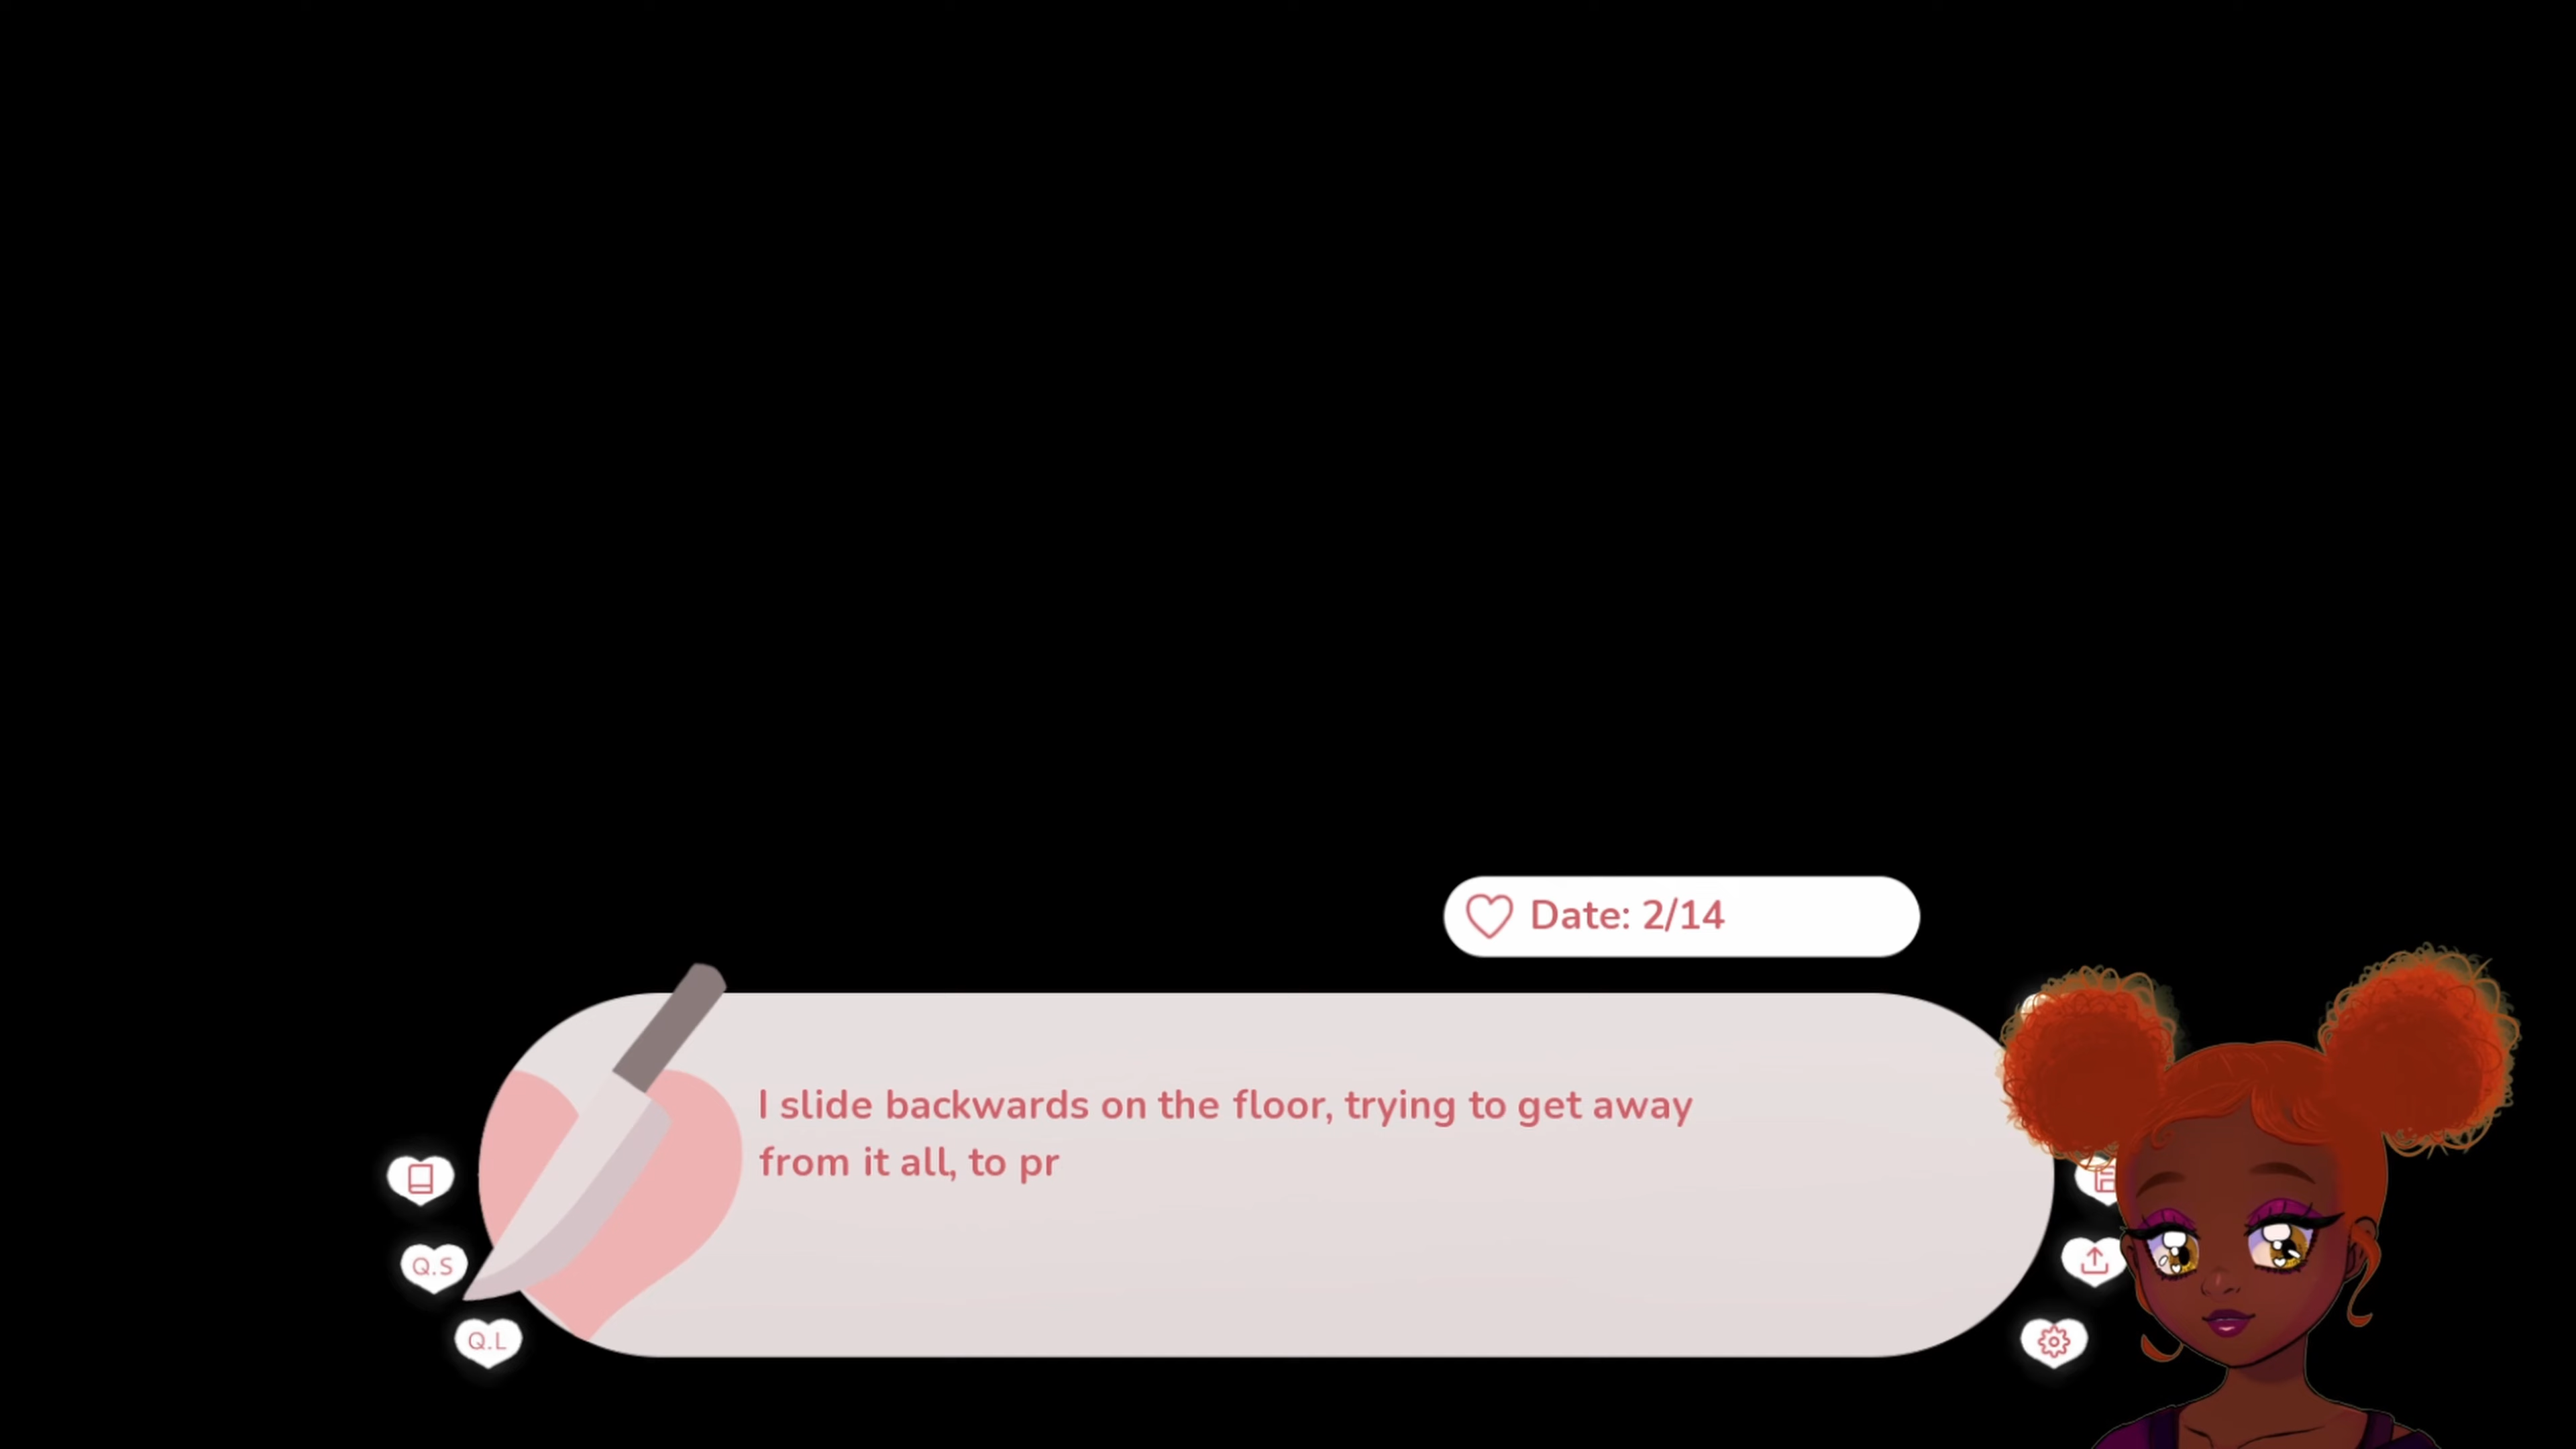 Date: 2/14
I slide backwards on the floor, trying to get away
from it all, to pr
Q.S
Q.L